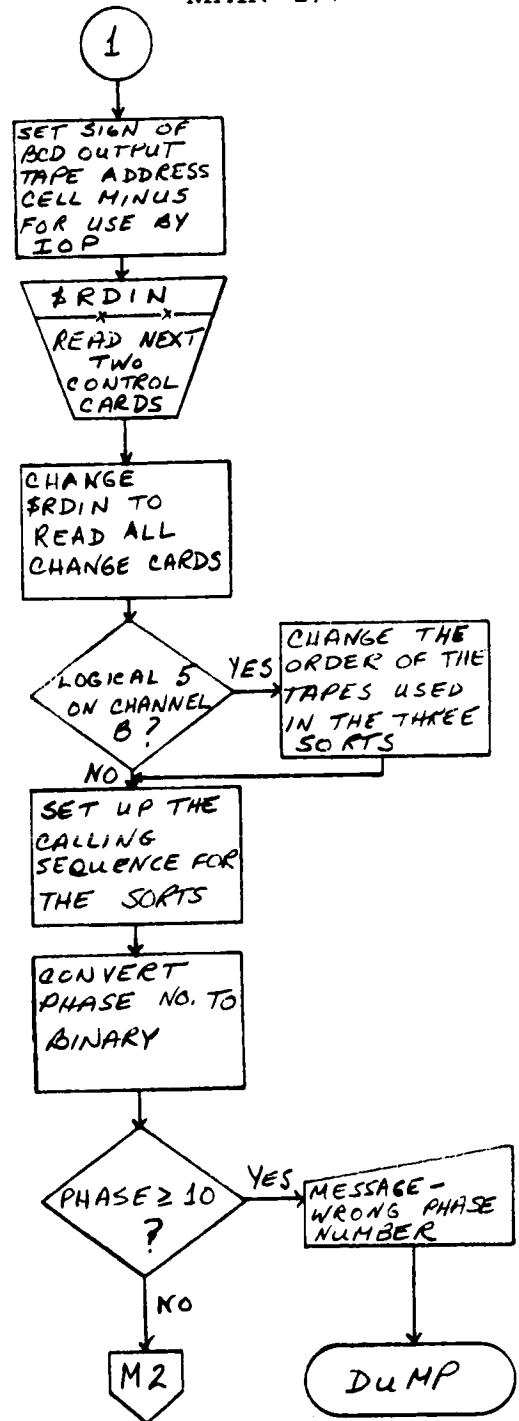 1
SET SIGN OF
BCD OUTPUT
TAPE ADDRESS
CELL MINUS
FOR USE BY
IOP
$RDIN
READ NEXT
TWO
CONTROL
CARDS
CHANGE
$RDIN TO
READ ALL
CHANGE CARDS
LOGICAL 5
ON CHANNEL
B?
YES
CHANGE THE
ORDER OF THE
TAPES USED
IN THE THREE
SORTS
NO
SET UP THE
CALLING
SEQUENCE FOR
THE SORTS
CONVERT
PHASE NO. TO
BINARY
PHASE ≥ 10
?
YES
MESSAGE -
WRONG PHASE
NUMBER
NO
M2
DUMP